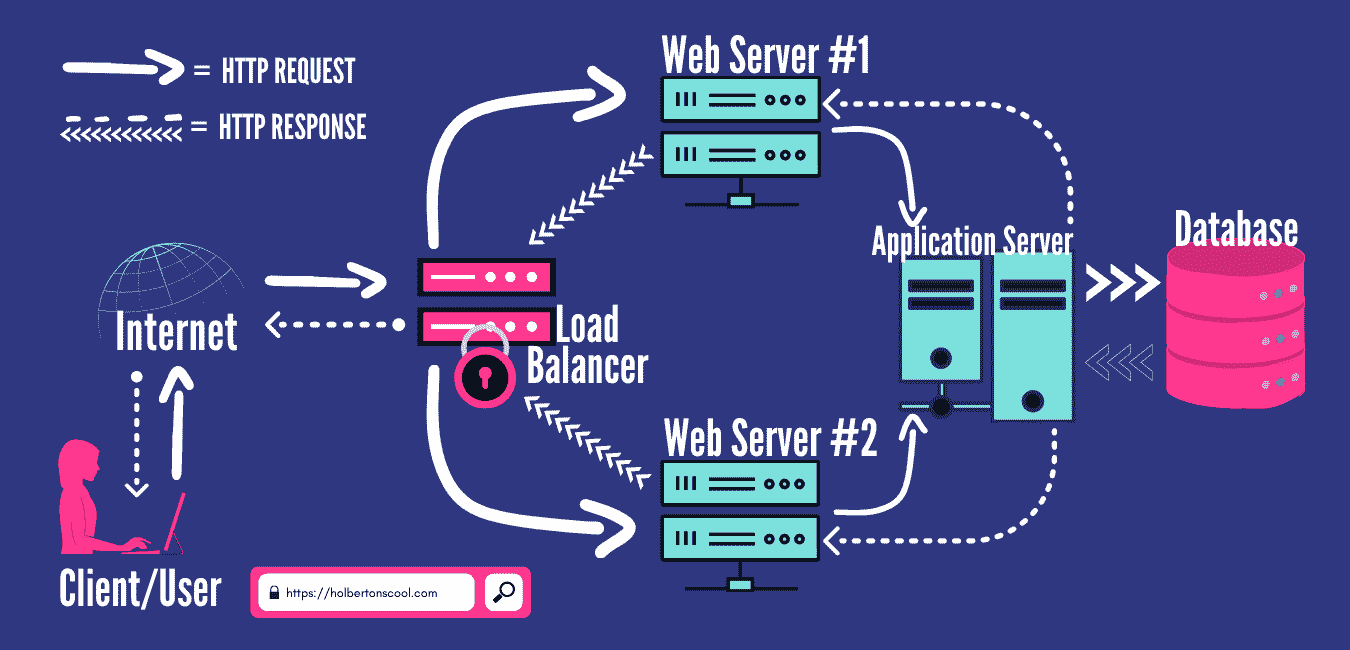 = HTTP REQUEST
= HTTP RESPONSE
Web Server #1
Application Server
Database
Internet
Load
Balancer
Web Server #2
Client/User
https://holbertonscool.com